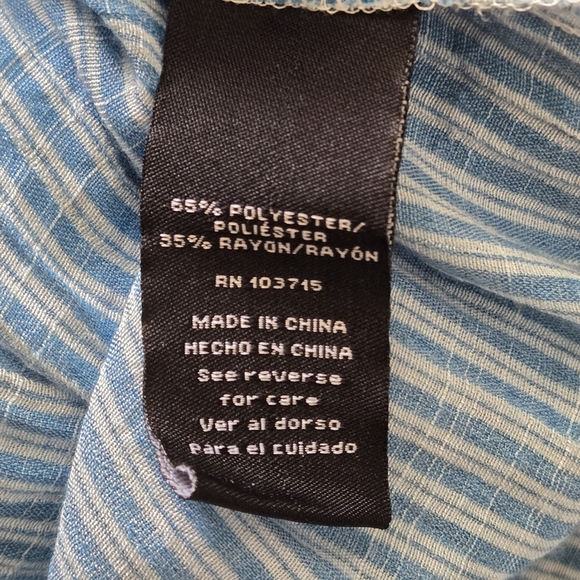 65% POLYESTER/
POLIÉSTER
35% RAYON/RAYÓN
RN 103715
MADE IN CHINA
HECHO EN CHINA
See reverse
for care
Ver al dorso
Para el cuidado